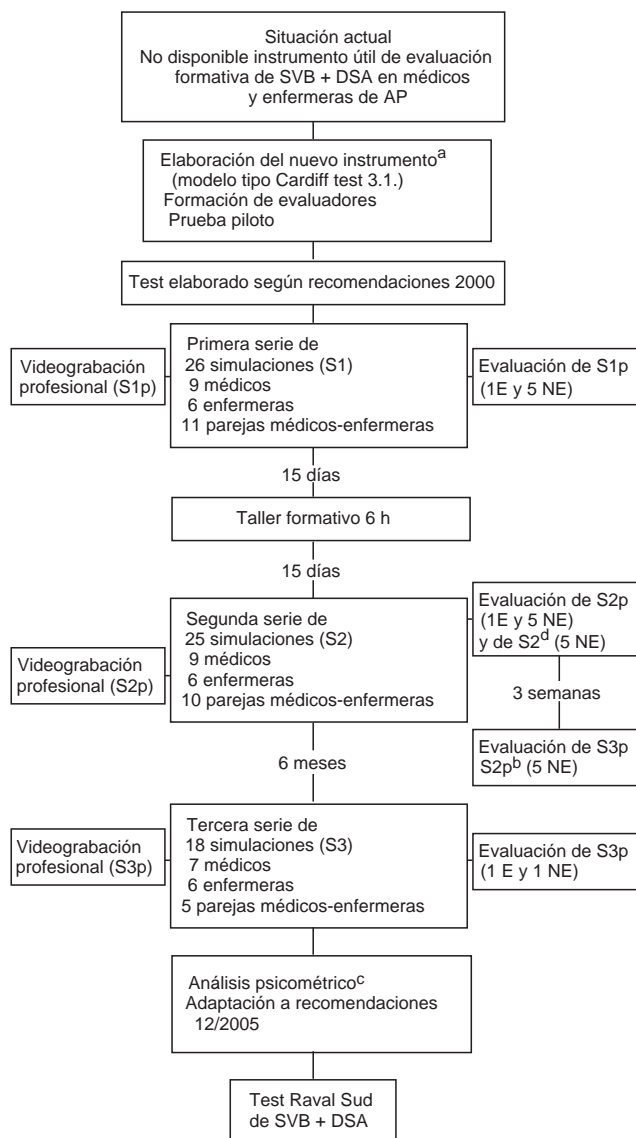 Situación actual
No disponible instrumento útil de evaluación
formativa de SVB + DSA en médicos
y enfermeras de AP
Elaboración del nuevo instrumentoa
(modelo tipo Cardiff test 3.1.)
Formación de evaluadores
Prueba piloto
Test elaborado según recomendaciones 2000
Videograbación
profesional (S1p)
Primera serie de
26 simulaciones (S1)
9 médicos
6 enfermeras
11 parejas médicos-enfermeras
Evaluación de S1p
(1E y 5 NE)
15 días
Taller formativo 6 h
15 días
Videograbación
profesional (S2p)
Segunda serie de
25 simulaciones (S2)
9 médicos
6 enfermeras
10 parejas médicos-enfermeras
Evaluación de S2p
(1E y 5 NE)
y de S2d (5 NE)
3 semanas
Evaluación de S3p
S2pb (5 NE)
6 meses
Videograbación
profesional (S3p)
Tercera serie de
18 simulaciones (S3)
7 médicos
6 enfermeras
5 parejas médicos-enfermeras
Evaluación de S3p
(1 E y 1 NE)
Análisis psicométricoc
Adaptación a recomendaciones
12/2005
Test Raval Sud
de SVB + DSA